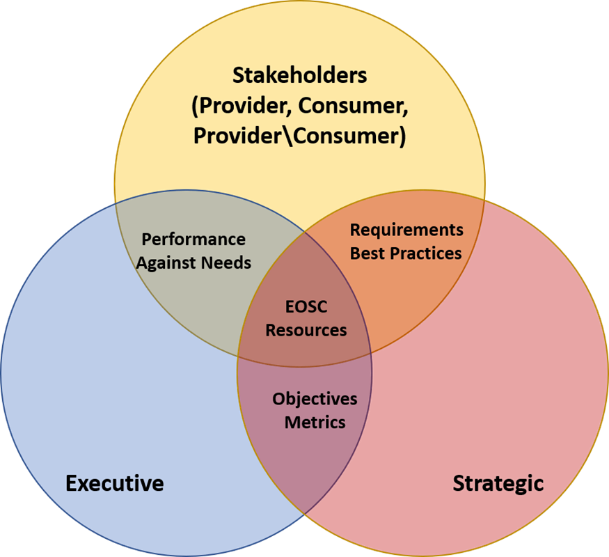 Stakeholders
(Provider, Consumer,
Provider\Consumer)
Performance
Against Needs
Requirements
Best Practices
EOSC
Resources
Objectives
Metrics
Executive
Strategic